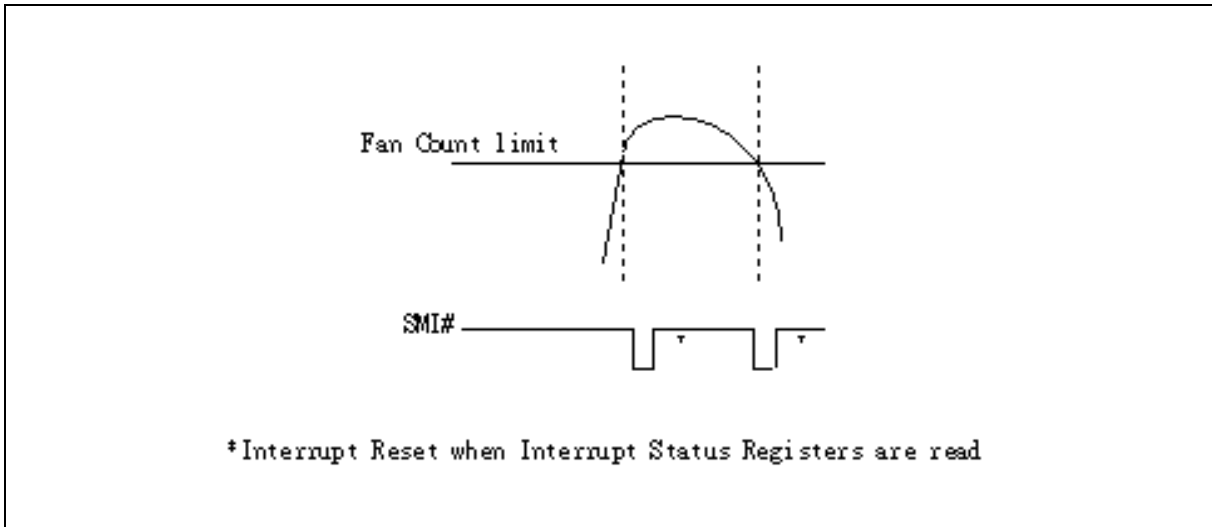 Fan Count limit
SMI#
*Interrupt Reset when Interrupt Status Registers are read